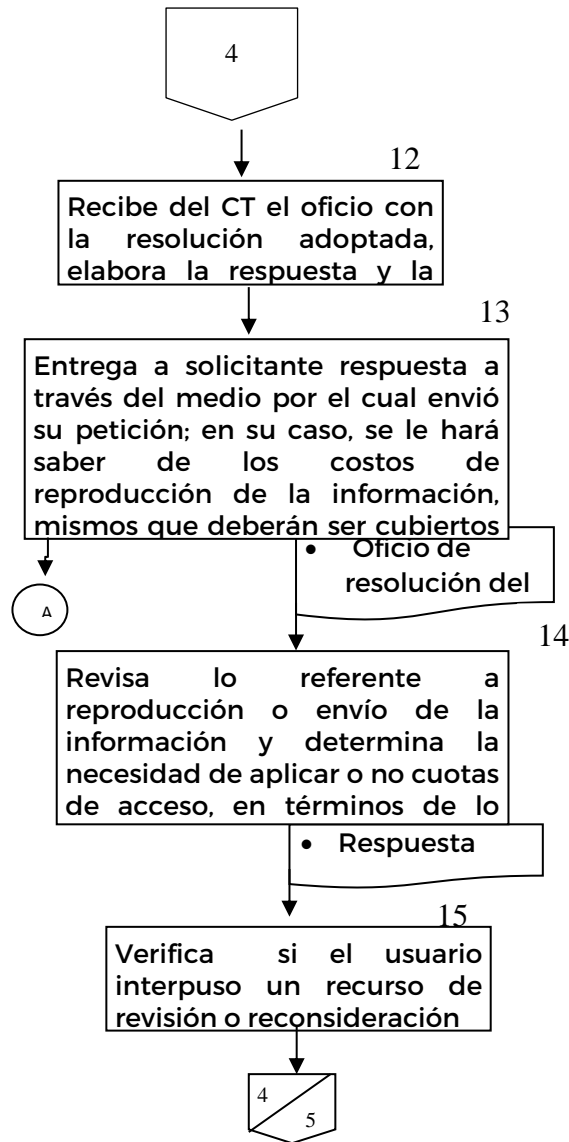 4
12
Recibe del CT el oficio con
la resolución adoptada,
elabora la respuesta y la
13
Entrega a solicitante respuesta a
través del medio por el cual envió
su petición; en su caso, se le hará
saber de los costos de
reproducción de la información,
mismos que deberán ser cubiertos
• Oficio de
resolución del
A
14
Revisa lo referente a
reproducción o envío de la
información y determina la
necesidad de aplicar o no cuotas
de acceso, en términos de lo
• Respuesta
15
Verifica si el usuario
interpuso un recurso de
revisión o reconsideración
4
5